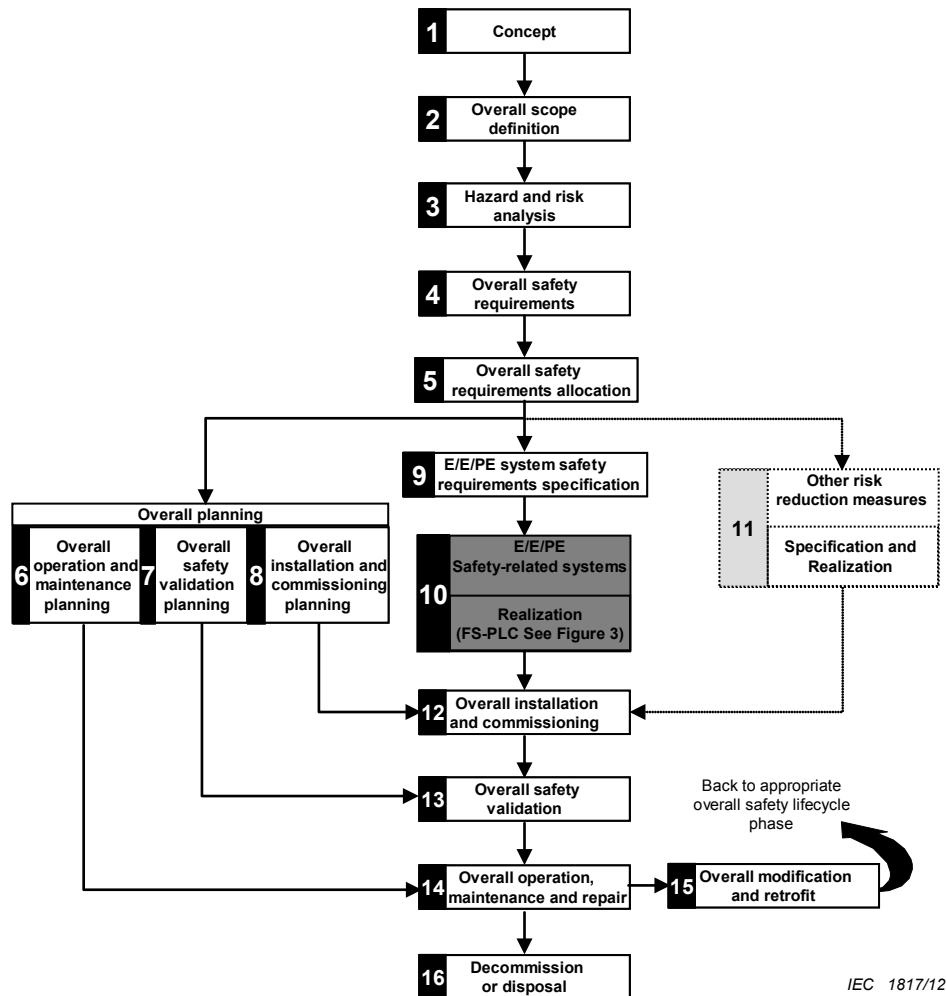 1
Concept
2
Overall scope
definition
3
Hazard and risk
analysis
4
Overall safety
requirements
5
Overall safety
requirements allocation
9
E/E/PE system safety
requirements specification
Overall planning
6
Overall
operation and
maintenance
planning
7
Overall
safety
validation
planning
8
Overall
installation and
commissioning
planning
10
E/E/PE
Safety-related systems
Realization
(FS-PLC See Figure 3)
11
Other risk
reduction measures
Specification and
Realization
12
Overall installation
and commissioning
13
Overall safety
validation
Back to appropriate
overall safety lifecycle
phase
14
Overall operation,
maintenance and repair
15
Overall modification
and retrofit
16
Decommission
or disposal
IEC 1817/12